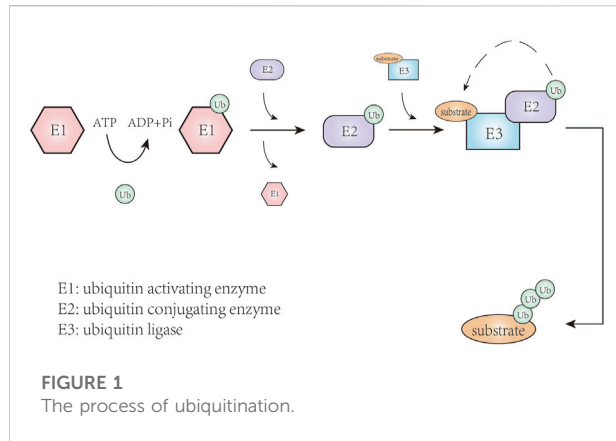 E2
substrate
E3
Ub
ATP
ADP+Pi
Ub
Ub
substrate
E2
E1
E1
E2
E3
Ub
E1
Ub
Ub
Ub
substrate
E1: ubiquitin activating enzyme
E2: ubiquitin conjugating enzyme
E3: ubiquitin ligase
FIGURE 1
The process of ubiquitination.